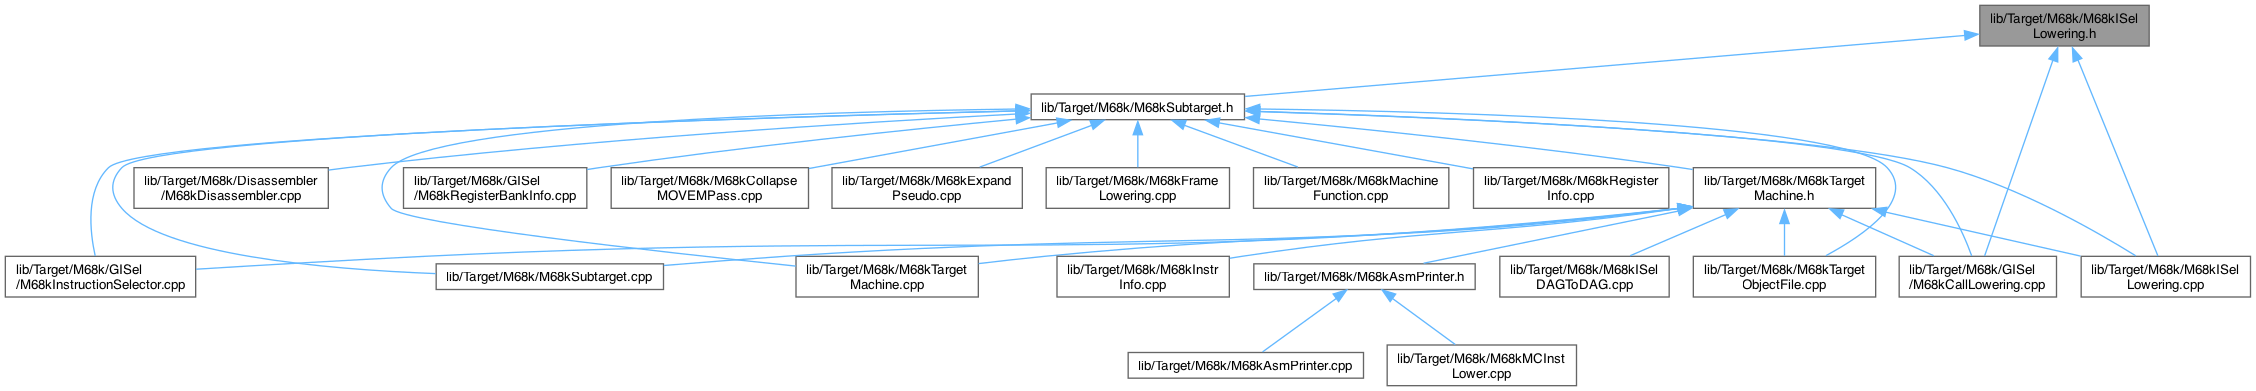 lib/Target/M68k/M68kISel
Lowering.h
lib/Target/M68k/M68kSubtarget.h
lib/Target/M68k/Disassembler
/M68kDisassembler.cpp
lib/Target/M68k/GISel
/M68kRegisterBankInfo.cpp
lib/Target/M68k/M68kCollapse
MOVEMPass.cpp
lib/Target/M68k/M68kExpand
Pseudo.cpp
lib/Target/M68k/M68kFrame
Lowering.cpp
lib/Target/M68k/M68kMachine
Function.cpp
lib/Target/M68k/M68kRegister
Info.cpp
lib/Target/M68k/M68kTarget
Machine.h
lib/Target/M68k/GISel
/M68kInstructionSelector.cpp
lib/Target/M68k/M68kSubtarget.cpp
lib/Target/M68k/M68kTarget
Machine.cpp
lib/Target/M68k/M68kInstr
Info.cpp
lib/Target/M68k/M68kAsmPrinter.h
lib/Target/M68k/M68kISel
DAGToDAG.cpp
lib/Target/M68k/M68kTarget
ObjectFile.cpp
lib/Target/M68k/GISel
/M68kCallLowering.cpp
lib/Target/M68k/M68kISel
Lowering.cpp
lib/Target/M68k/M68kAsmPrinter.cpp
lib/Target/M68k/M68kMCInst
Lower.cpp